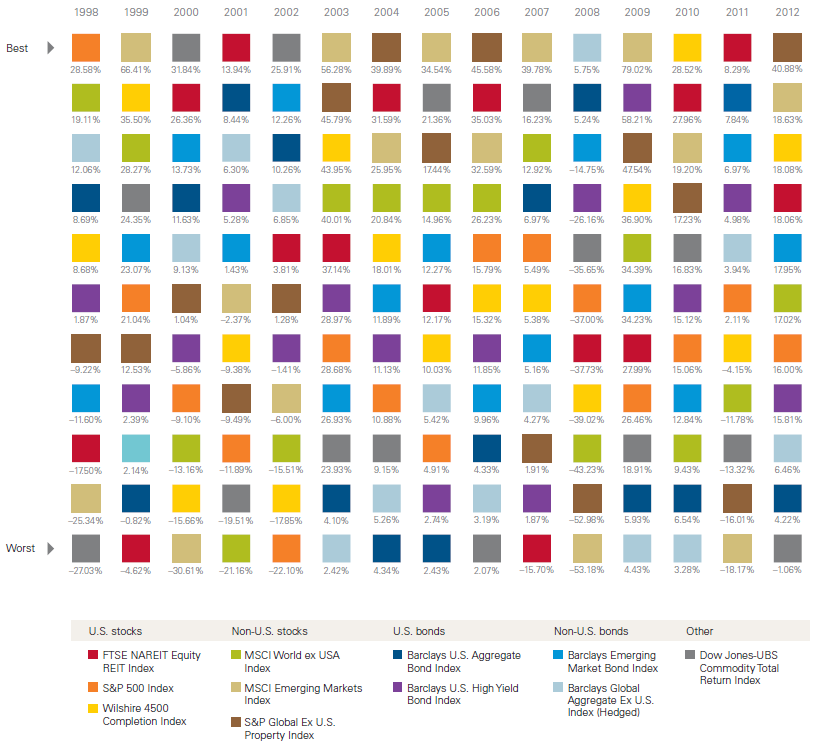 1998 1999 2000 2001 2002 2003 2004 2005 2006 2007 2008 2009 2010 2011 2012
Best
28.58% 66.41% 31.84% 13.94% 25.91% 56.28% 39.89% 34.54% 45.58% 39.78% 5.75% 79.02% 28.52% 8.29% 40.88%
19.11% 35.50% 26.36% 8.44% 12.26% 45.79% 31.59% 21.36% 35.03% 16.23% 5.24% 58.21% 27.96% 7.84% 18.63%
12.06% 28.27% 13.73% 6.30% 10.26% 43.95% 25.95% 17.44% 32.59% 12.92% –14.75% 47.54% 19.20% 6.97% 18.08%
8.69% 24.35% 11.63% 5.28% 6.85% 40.01% 20.84% 14.96% 26.23% 6.97% –26.16% 36.90% 17.23% 4.98% 18.06%
8.68% 23.07% 9.13% 1.43% 3.81% 37.14% 18.01% 12.27% 15.79% 5.49% –35.65% 34.39% 16.83% 3.94% 17.95%
1.87% 21.04% 1.04% –2.37% 1.28% 28.97% 11.89% 12.17% 15.32% 5.38% –37.00% 34.23% 15.12% 2.11% 17.02%
–9.22% 12.53% –5.86% –9.38% –1.41% 28.68% 11.13% 10.03% 11.85% 5.16% –37.73% 27.99% 15.06% –4.15% 16.00%
–11.60% 2.39% –9.10% –9.49% –6.00% 26.93% 10.88% 5.42% 9.96% 4.27% –39.02% 26.46% 12.84% –11.78% 15.81%
–17.50% 2.14% –13.16% –11.89% –15.51% 23.93% 9.15% 4.91% 4.33% 1.91% –43.23% 18.91% 9.43% –13.32% 6.46%
–25.34% –0.82% –15.66% –19.51% –17.85% 4.10% 5.26% 2.74% 3.19% 1.87% –52.98% 5.93% 6.54% –16.01% 4.22%
Worst
–27.03% –4.62% –30.61% –21.16% –22.10% 2.42% 4.34% 2.43% 2.07% –15.70% –53.18% 4.43% 3.28% –18.17% –1.06%
U.S. stocks
FTSE NAREIT Equity
REIT Index
S&P 500 Index
Wilshire 4500
Completion Index
Non-U.S. stocks
MSCI World ex USA
Index
MSCI Emerging Markets
Index
S&P Global Ex U.S.
Property Index
U.S. bonds
Barclays U.S. Aggregate
Bond Index
Barclays U.S. High Yield
Bond Index
Non-U.S. bonds
Barclays Emerging
Market Bond Index
Barclays Global
Aggregate Ex U.S.
Index (Hedged)
Other
Dow Jones-UBS
Commodity Total
Return Index